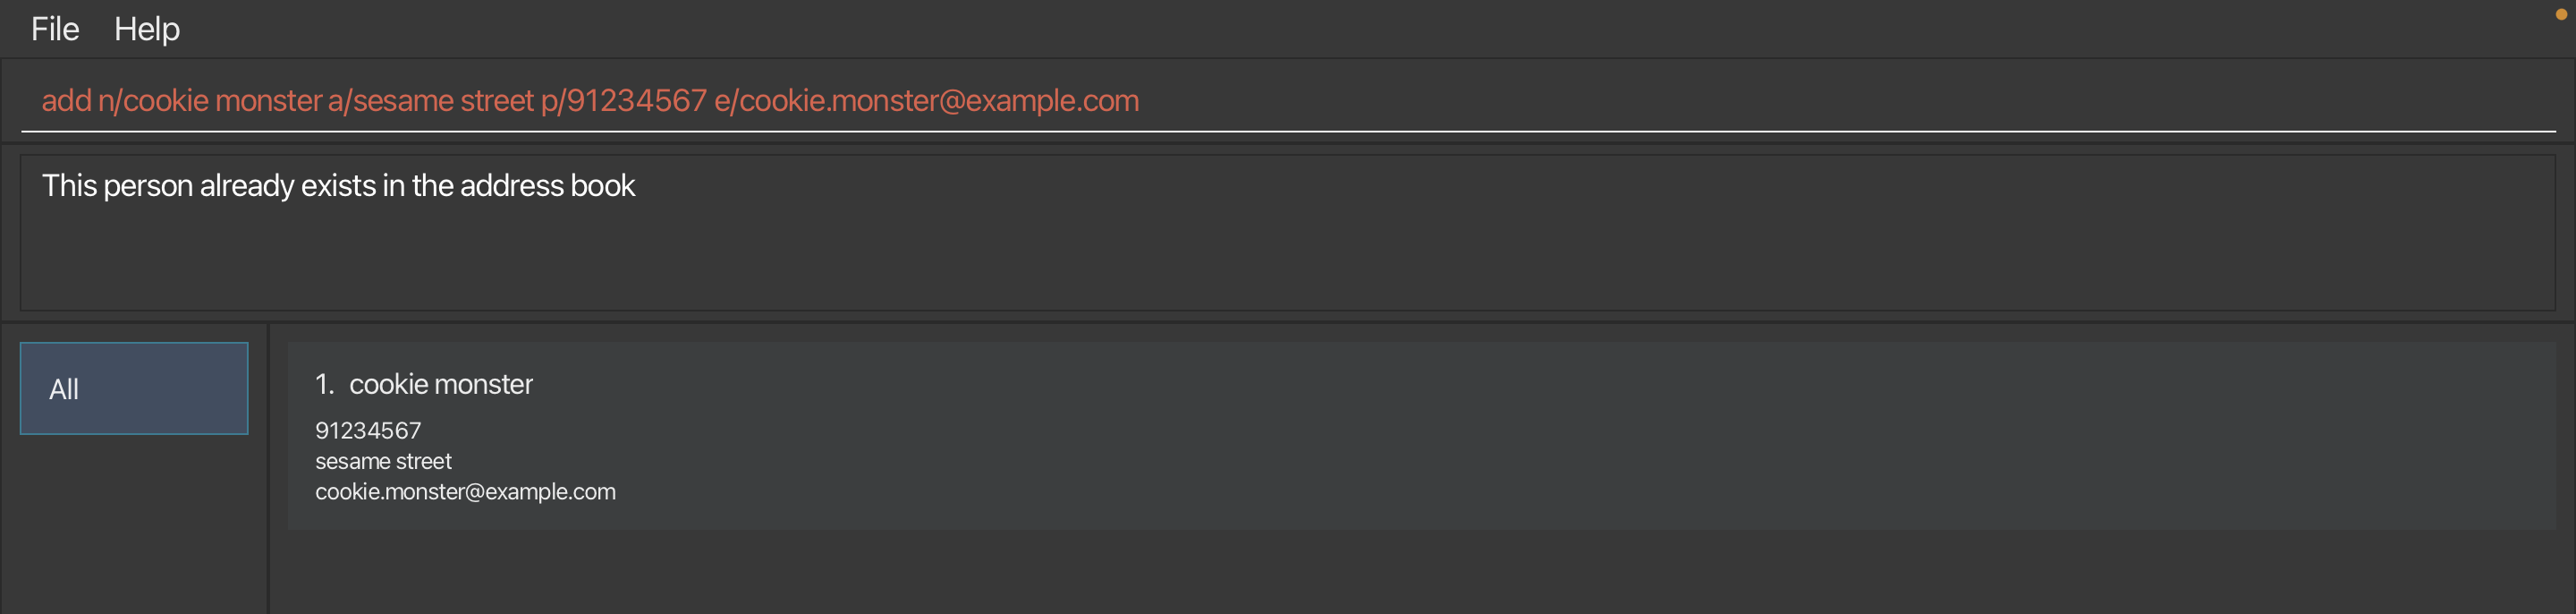 File Help
add n/cookie monster a/sesame street p/91234567 e/cookie.monster@example.com
This person already exists in the address book
All
1. cookie monster
91234567
sesame street
cookie.monster@example.com